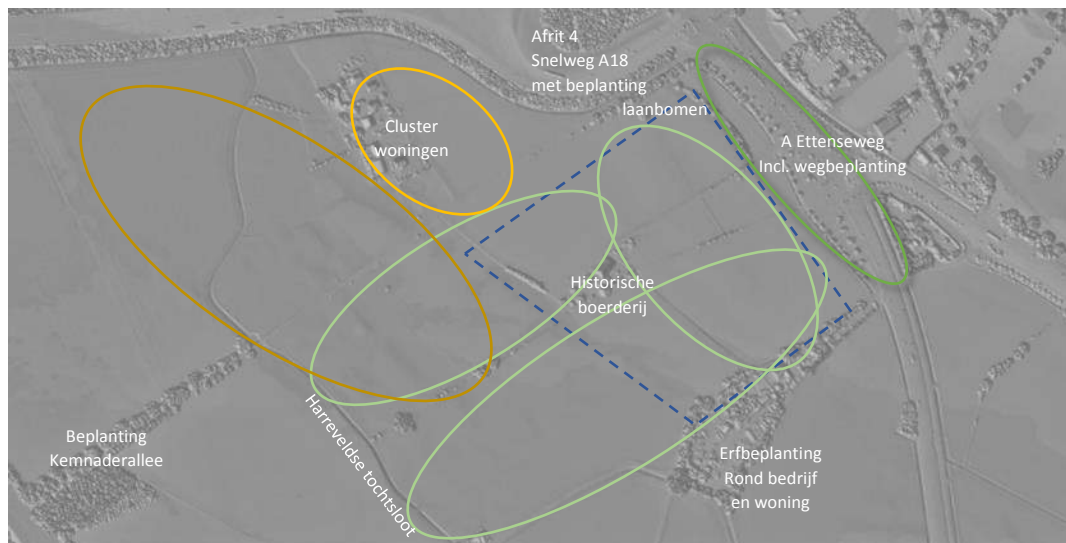 Afrit 4
Snelweg A18
met beplanting
laanbomen
Cluster
woningen
A Ettenseweg
Incl. wegbeplanting
Historische
boerderij
Harreveldse tochtsloot
Beplanting
Kemnaderallee
Erfbeplanting
Rond bedrijf
en woning